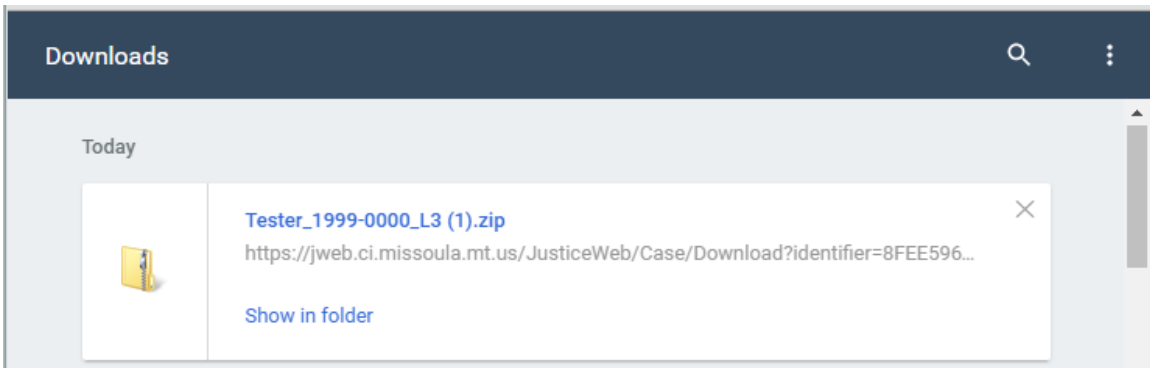 Downloads
Today
Tester_1999-0000_L3 (1).zip
https://jweb.ci.missoula.mt.us/JusticeWeb/Case/Download?identifier=8FEE596...
Show in folder